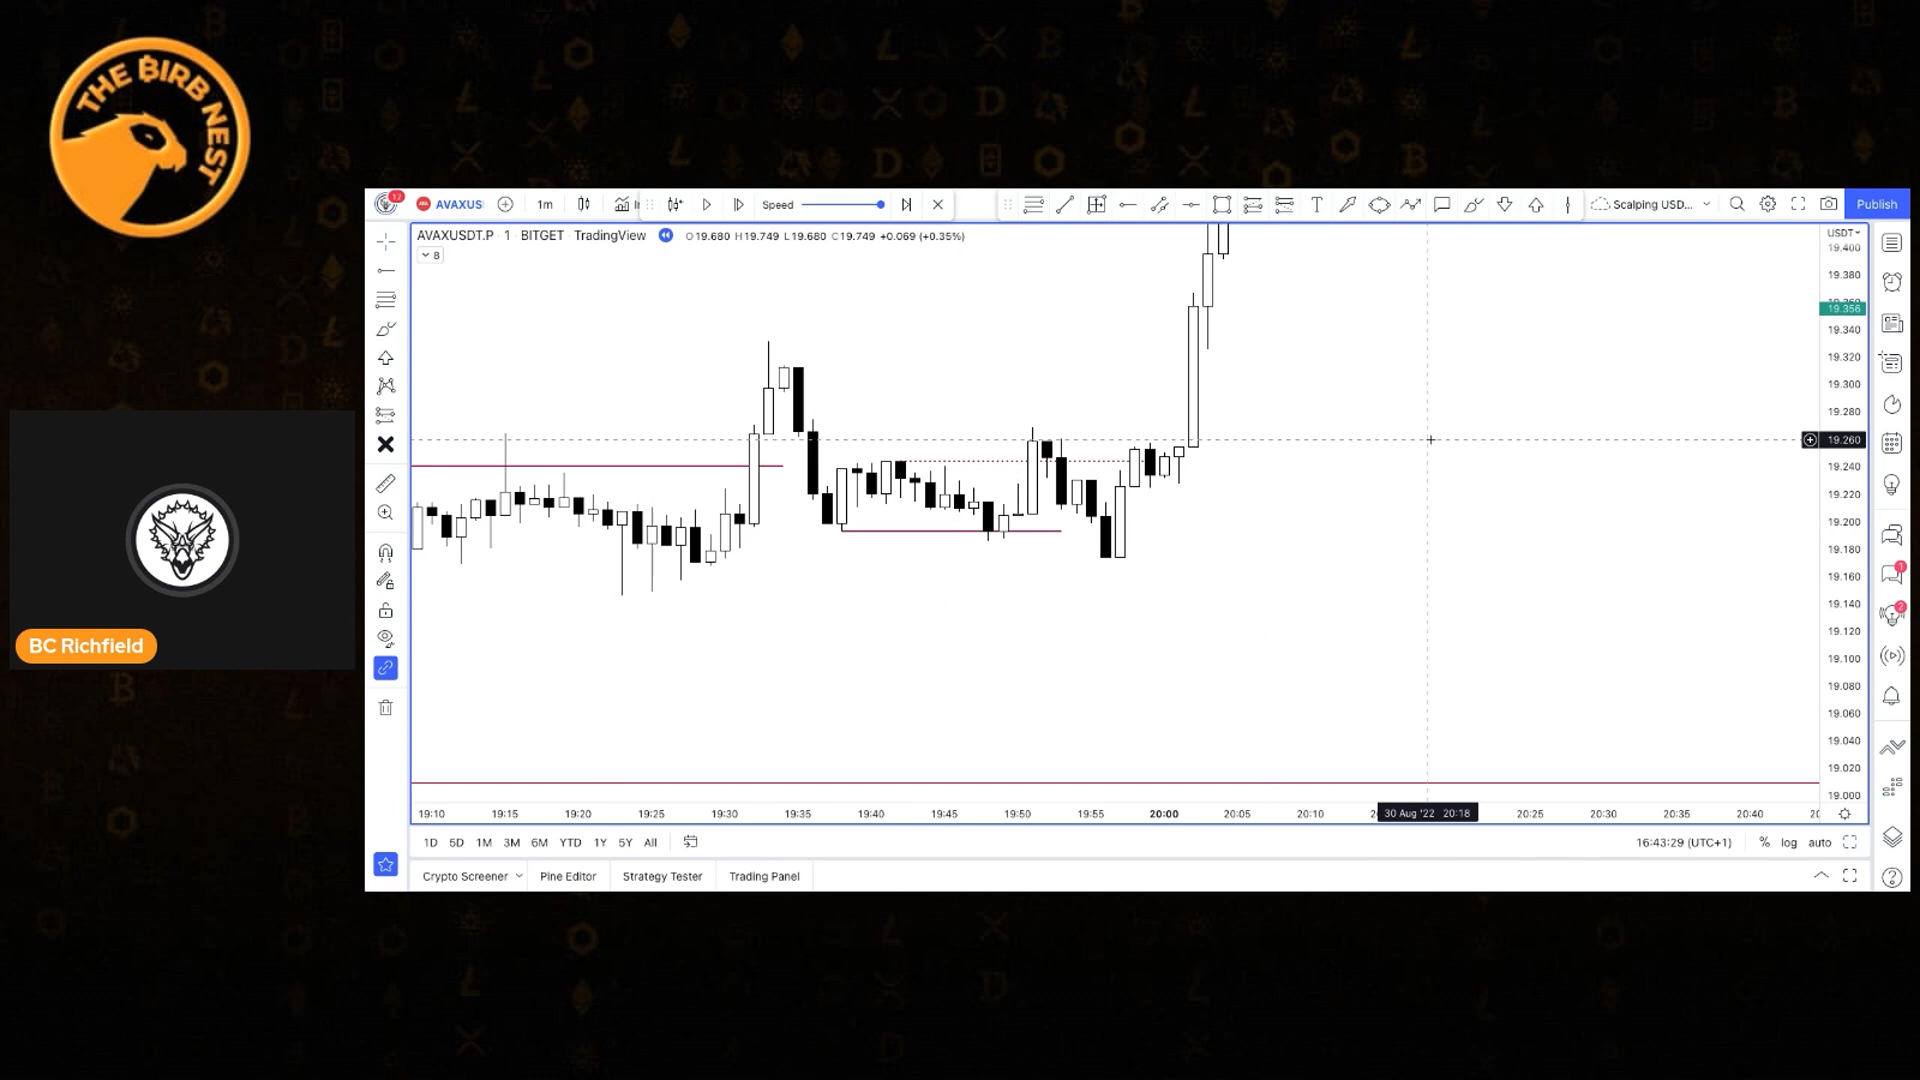 THE BIRB NEST
12
AVAXUS
1m
Speed
Scalping USD...
Publish
AVAXUSDT.P · 1 · BITGET · TradingView
O19.680 H19.749 L19.680 C19.749 +0.069 (+0.35%)
8
USDT
19.400
19.380
19.356
19.340
19.320
19.300
19.280
19.260
19.240
19.220
19.200
19.180
19.160
19.140
19.120
19.100
19.080
19.060
19.040
19.020
19.000
1
2
BC Richfield
19:10 19:15 19:20 19:25 19:30 19:35 19:40 19:45 19:50 19:55 20:00 20:05 20:10 30 Aug '22 20:18 20:25 20:30 20:35 20:40
1D 5D 1M 3M 6M YTD 1Y 5Y All
16:43:29 (UTC+1) % log auto
Crypto Screener Pine Editor Strategy Tester Trading Panel